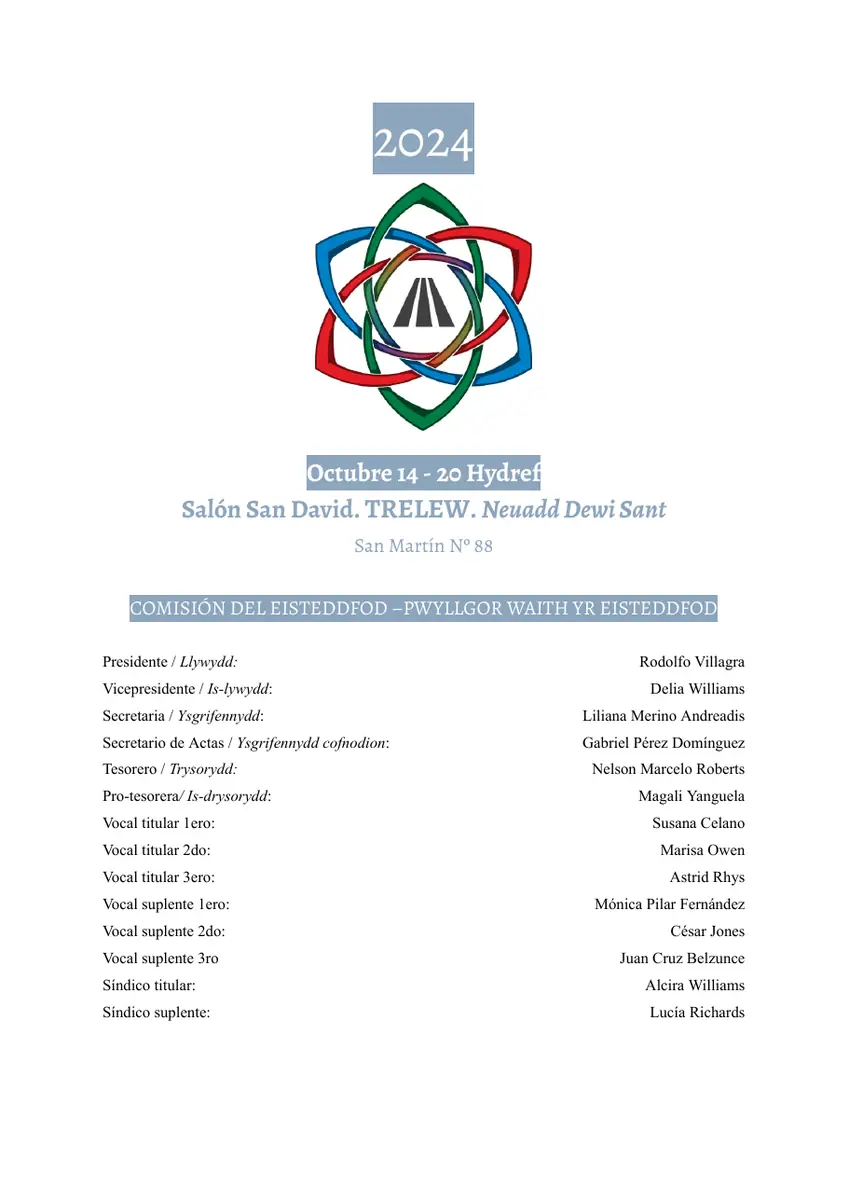 2024
Octubre 14 - 20 Hydref
Salón San David. TRELEW. Neuadd Dewi Sant
San Martín Nº 88
COMISIÓN DEL EISTEDDFOD –PWYLLGOR WAITH YR EISTEDDFOD
Presidente / Llywydd: Rodolfo Villagra
Vicepresidente / Is-lywydd: Delia Williams
Secretaria / Ysgrifennydd: Liliana Merino Andreadis
Secretario de Actas / Ysgrifennydd cofnodion: Gabriel Pérez Domínguez
Tesorero / Trysorydd: Nelson Marcelo Roberts
Pro-tesorera/ Is-drysorydd: Magali Yanguela
Vocal titular 1ero: Susana Celano
Vocal titular 2do: Marisa Owen
Vocal titular 3ero: Astrid Rhys
Vocal suplente 1ero: Mónica Pilar Fernández
Vocal suplente 2do: César Jones
Vocal suplente 3ro Juan Cruz Belzunce
Síndico titular: Alcira Williams
Síndico suplente: Lucía Richards